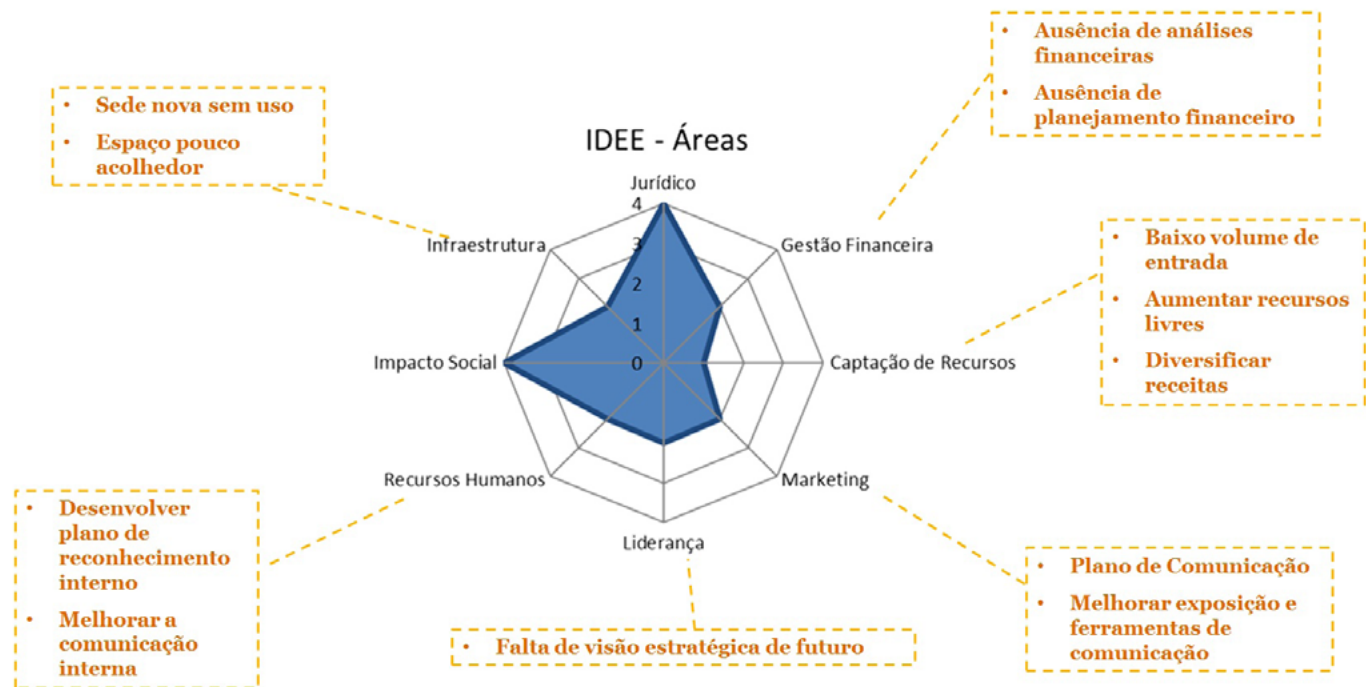 • Ausência de análises
financeiras
• Ausência de
planejamento financeiro
• Sede nova sem uso
• Espaço pouco
acolhedor
IDEE - Áreas
Jurídico
4
3
2
1
0
Gestão Financeira
Captação de Recursos
Marketing
Liderança
Recursos Humanos
Impacto Social
Infraestrutura
• Baixo volume de
entrada
• Aumentar recursos
livres
• Diversificar
receitas
• Desenvolver
plano de
reconhecimento
interno
• Melhorar a
comunicação
interna
• Falta de visão estratégica de futuro
• Plano de Comunicação
• Melhorar exposição e
ferramentas de
comunicação